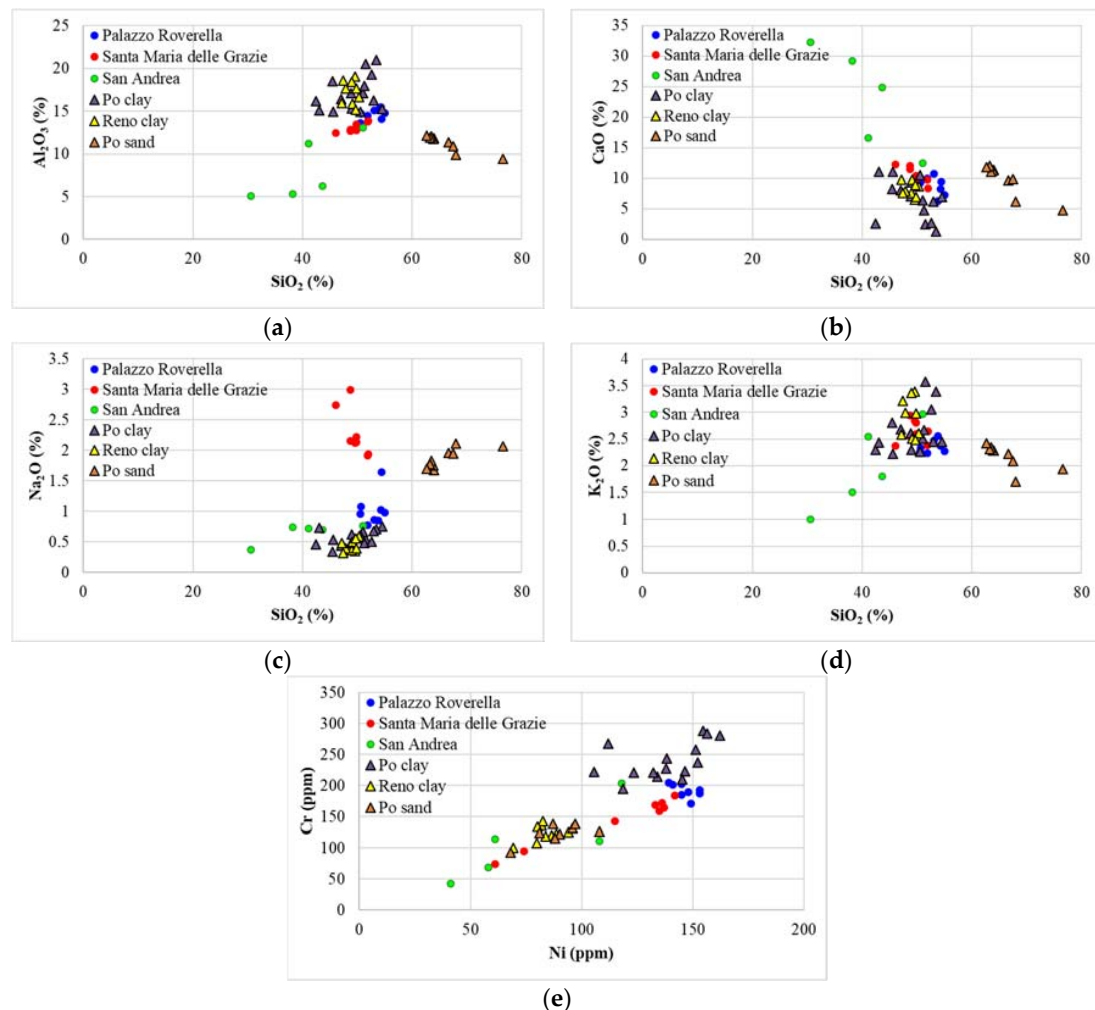 25
20
15
10
5
0
Al₂O₃ (%)
Palazzo Roverella
Santa Maria delle Grazie
San Andrea
Po clay
Reno clay
Po sand
0 20 40 60 80
SiO₂ (%)
(a)
35
30
25
20
15
10
5
0
CaO (%)
Palazzo Roverella
Santa Maria delle Grazie
San Andrea
Po clay
Reno clay
Po sand
0 20 40 60 80
SiO₂ (%)
(b)
3.5
3
2.5
2
1.5
1
0.5
0
Na₂O (%)
Palazzo Roverella
Santa Maria delle Grazie
San Andrea
Po clay
Reno clay
Po sand
0 20 40 60 80
SiO₂ (%)
(c)
4
3.5
3
2.5
2
1.5
1
0.5
0
K₂O (%)
Palazzo Roverella
Santa Maria delle Grazie
San Andrea
Po clay
Reno clay
Po sand
0 20 40 60 80
SiO₂ (%)
(d)
350
300
250
200
150
100
50
0
Cr (ppm)
Palazzo Roverella
Santa Maria delle Grazie
San Andrea
Po clay
Reno clay
Po sand
0 50 100 150 200
Ni (ppm)
(e)